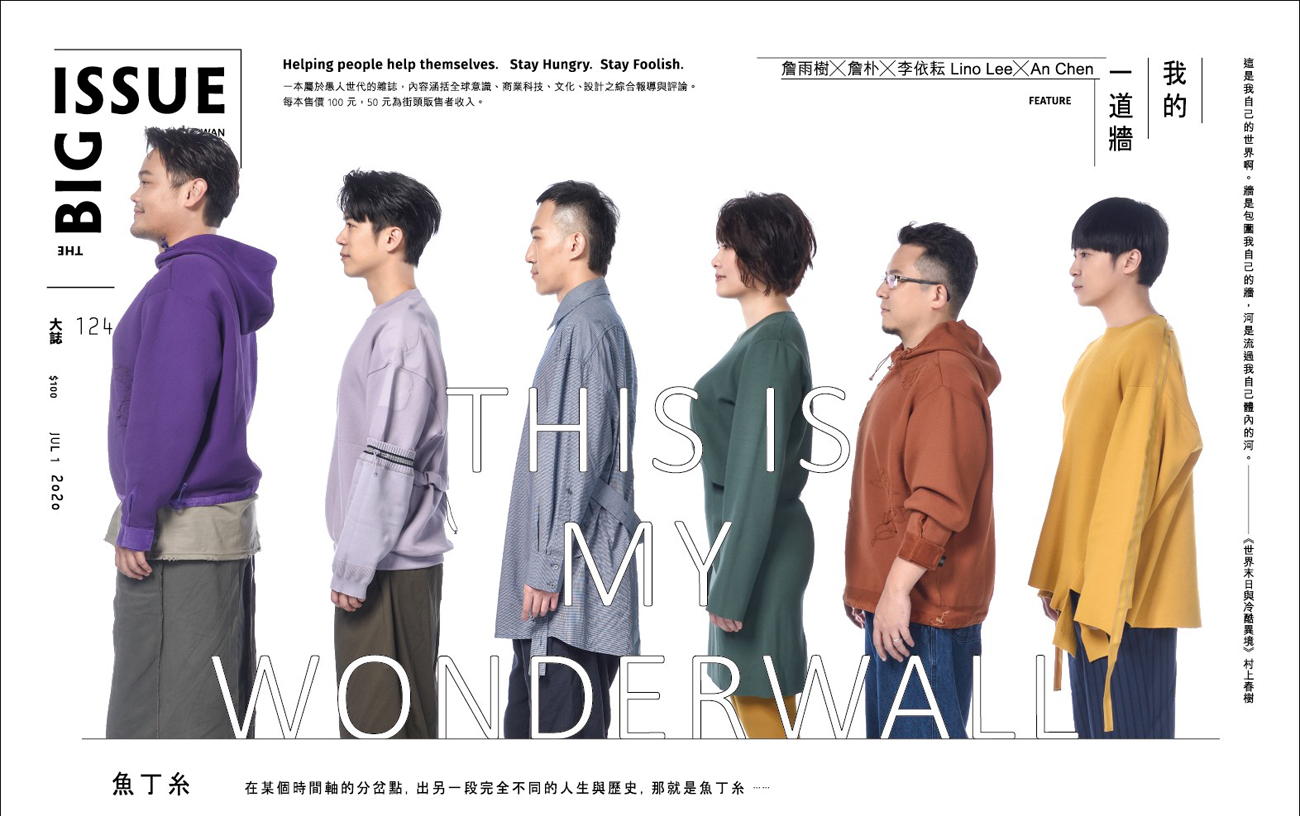 THE
BIG
ISSUE
WAN
大誌
124
$100
JUL 1 2020
Helping people help themselves. Stay Hungry. Stay Foolish.
一本屬於愚人世代的雜誌，內容涵括全球意識、商業科技、文化、設計之綜合報導與評論。
每本售價 100 元，50 元為街頭販售者收入。
詹雨樹╳詹朴╳李依耘 Lino Lee╳An Chen
FEATURE
我的
一道牆
這是我自己的世界啊。牆是包圍我自己的牆，河是流過我自己體內的河。——《世界末日與冷酷異境》村上春樹
THIS IS
MY
WONDERWALL
魚丁糸
在某個時間軸的分岔點, 出另一段完全不同的人生與歷史, 那就是魚丁糸 ……